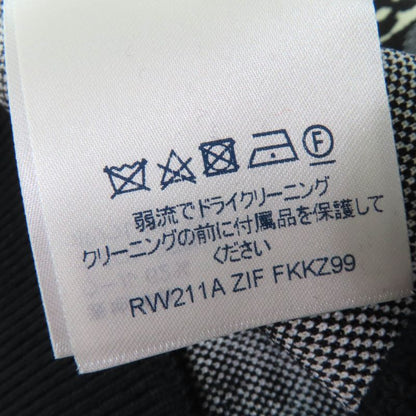 F
弱流でドライクリーニング
クリーニングの前に付属品を保護して
ください
RW211A ZIF FKKZ99